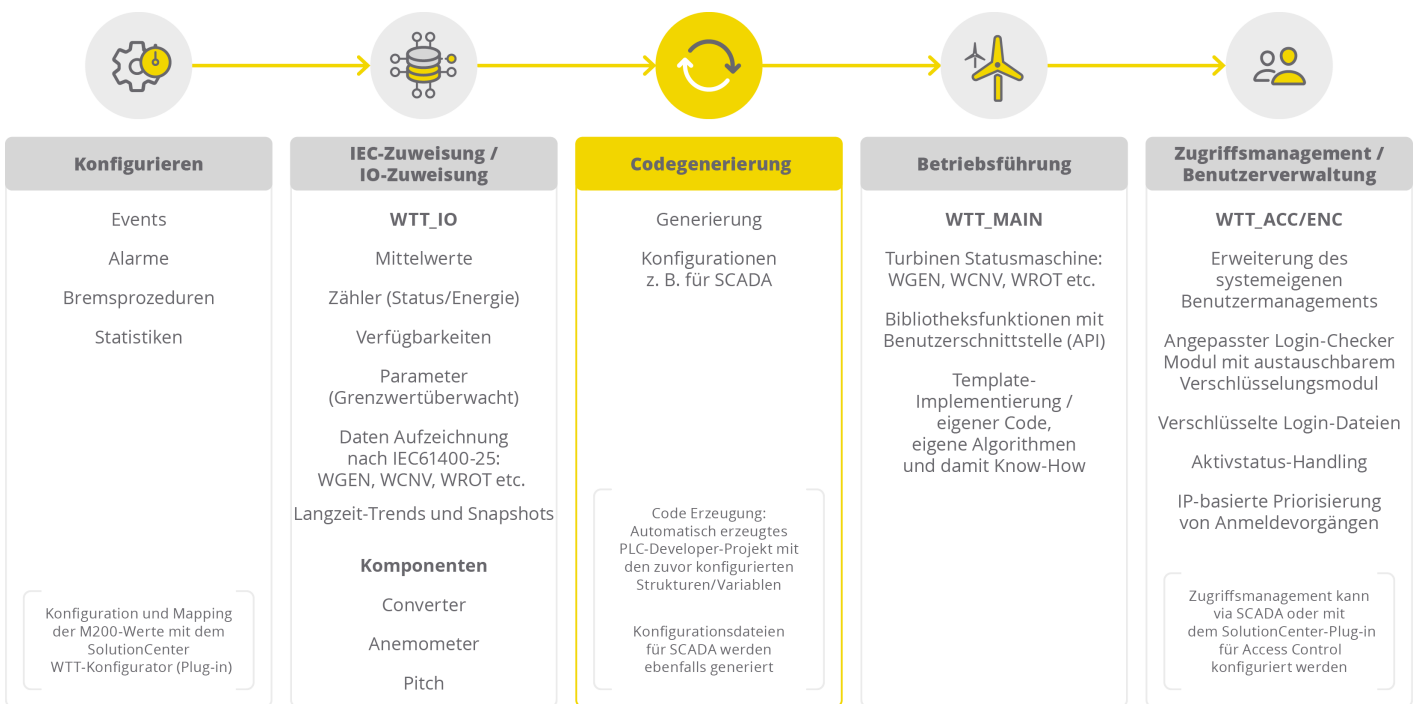 Konfigurieren
Events
Alarme
Bremsprozeduren
Statistiken
Konfiguration und Mapping
der M200-Werte mit dem
SolutionCenter
WTT-Konfigurator (Plug-in)
IEC-Zuweisung /
IO-Zuweisung
WTT_IO
Mittelwerte
Zähler (Status/Energie)
Verfügbarkeiten
Parameter
(Grenzwertüberwacht)
Daten Aufzeichnung
nach IEC61400-25:
WGEN, WCNV, WROT etc.
Langzeit-Trends und Snapshots
Komponenten
Converter
Anemometer
Pitch
Codegenerierung
Generierung
Konfigurationen
z. B. für SCADA
Code Erzeugung:
Automatisch erzeugtes
PLC-Developer-Projekt mit
den zuvor konfigurierten
Strukturen/Variablen
Konfigurationsdateien
für SCADA werden
ebenfalls generiert
Betriebsführung
WTT_MAIN
Turbinen Statusmaschine:
WGEN, WCNV, WROT etc.
Bibliotheksfunktionen mit
Benutzerschnittstelle (API)
Template-
Implementierung /
eigener Code,
eigene Algorithmen
und damit Know-How
Zugriffsmanagement /
Benutzerverwaltung
WTT_ACC/ENC
Erweiterung des
systemeigenen
Benutzermanagements
Angepasster Login-Checker
Modul mit austauschbarem
Verschlüsselungsmodul
Verschlüsselte Login-Dateien
Aktivstatus-Handling
IP-basierte Priorisierung
von Anmeldevorgängen
Zugriffsmanagement kann
via SCADA oder mit
dem SolutionCenter-Plug-in
für Access Control
konfiguriert werden